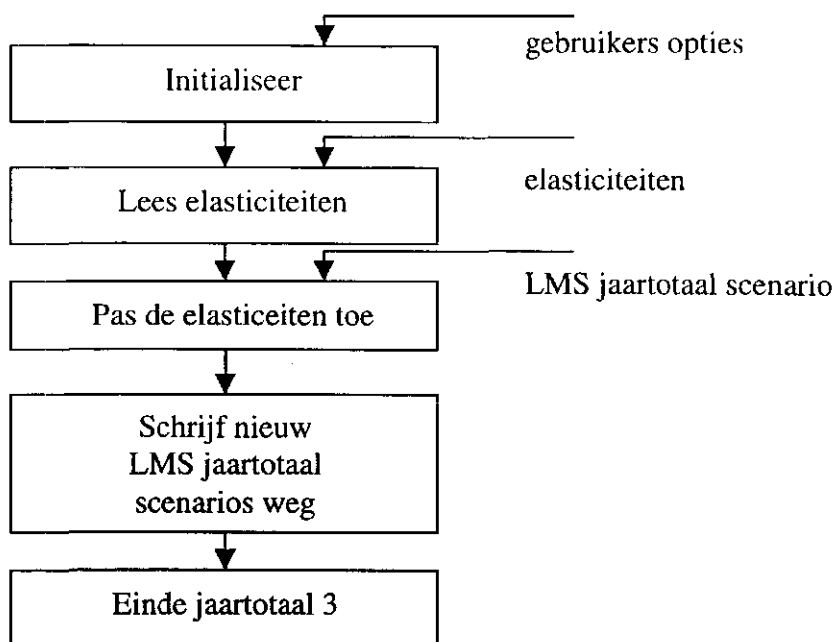 gebruikers opties
Initialiseer
elasticiteiten
Lees elasticiteiten
LMS jaartotaal scenario
Pas de elasticeiten toe
Schrijf nieuw
LMS jaartotaal
scenarios weg
Einde jaartotaal 3